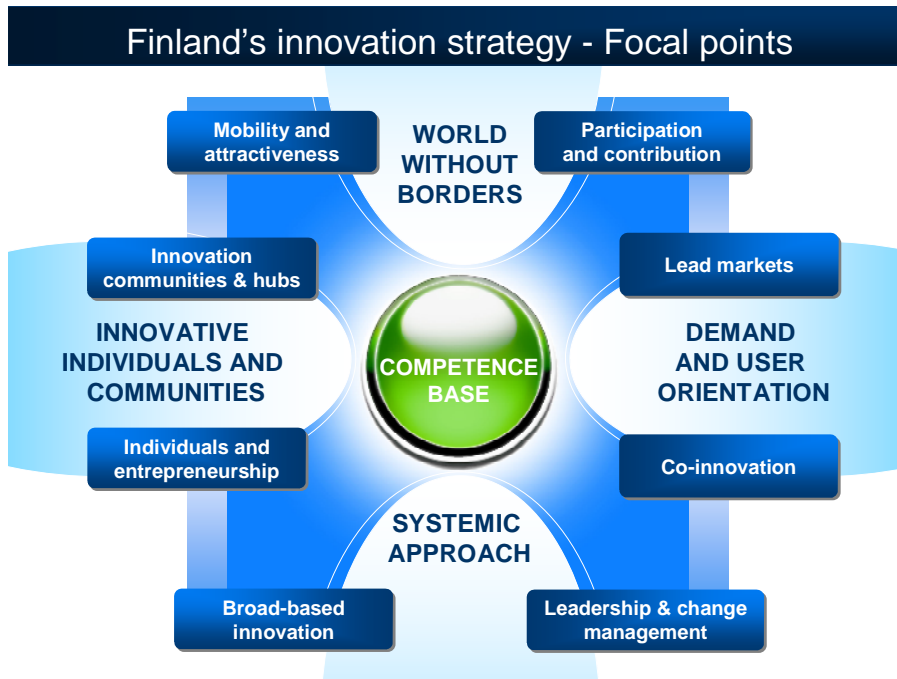 Finland's innovation strategy - Focal points
Mobility and
attractiveness
WORLD
WITHOUT
BORDERS
Participation
and contribution
Innovation
communities & hubs
Lead markets
INNOVATIVE
INDIVIDUALS AND
COMMUNITIES
COMPETENCE
BASE
DEMAND
AND USER
ORIENTATION
Individuals and
entrepreneurship
Co-innovation
SYSTEMIC
APPROACH
Broad-based
innovation
Leadership & change
management